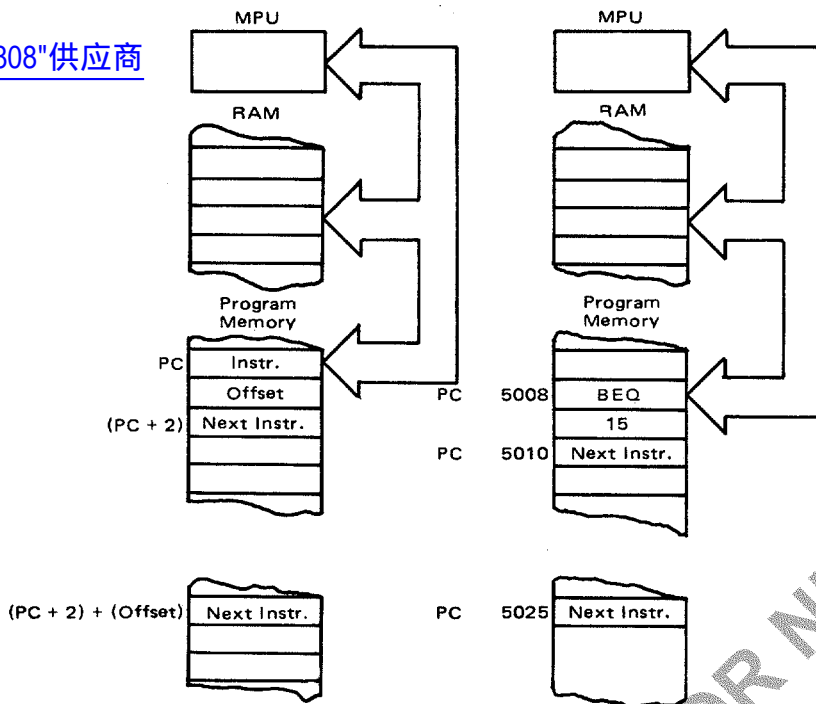 808"供应商
MPU
RAM
Program
Memory
PC Instr.
Offset
(PC + 2) Next Instr.
(PC + 2) + (Offset) Next Instr.
MPU
RAM
Program
Memory
PC 5008 BEQ
15
PC 5010 Next Instr.
PC 5025 Next Instr.